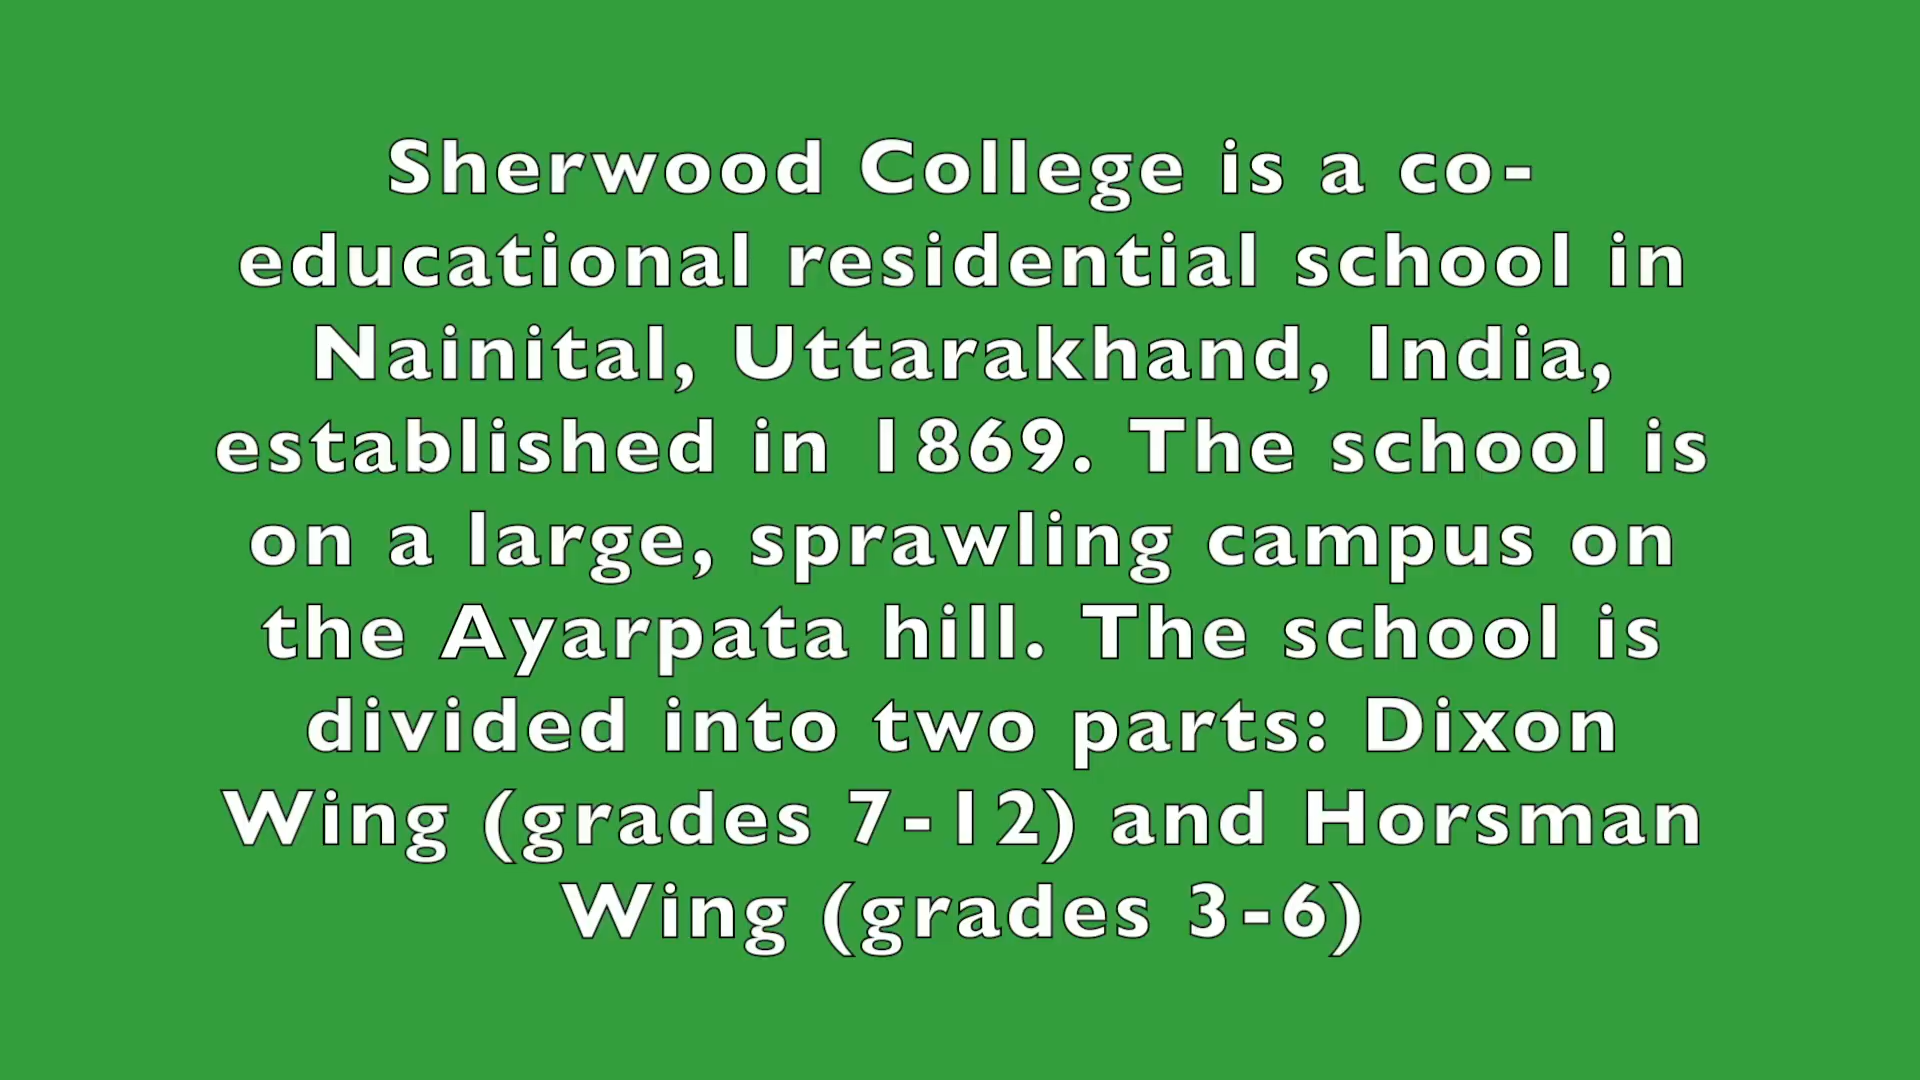 Sherwood College is a co-
educational residential school in
Nainital, Uttarakhand, India,
established in 1869. The school is
on a large, sprawling campus on
the Ayarpata hill. The school is
divided into two parts: Dixon
Wing (grades 7-12) and Horsman
Wing (grades 3-6)